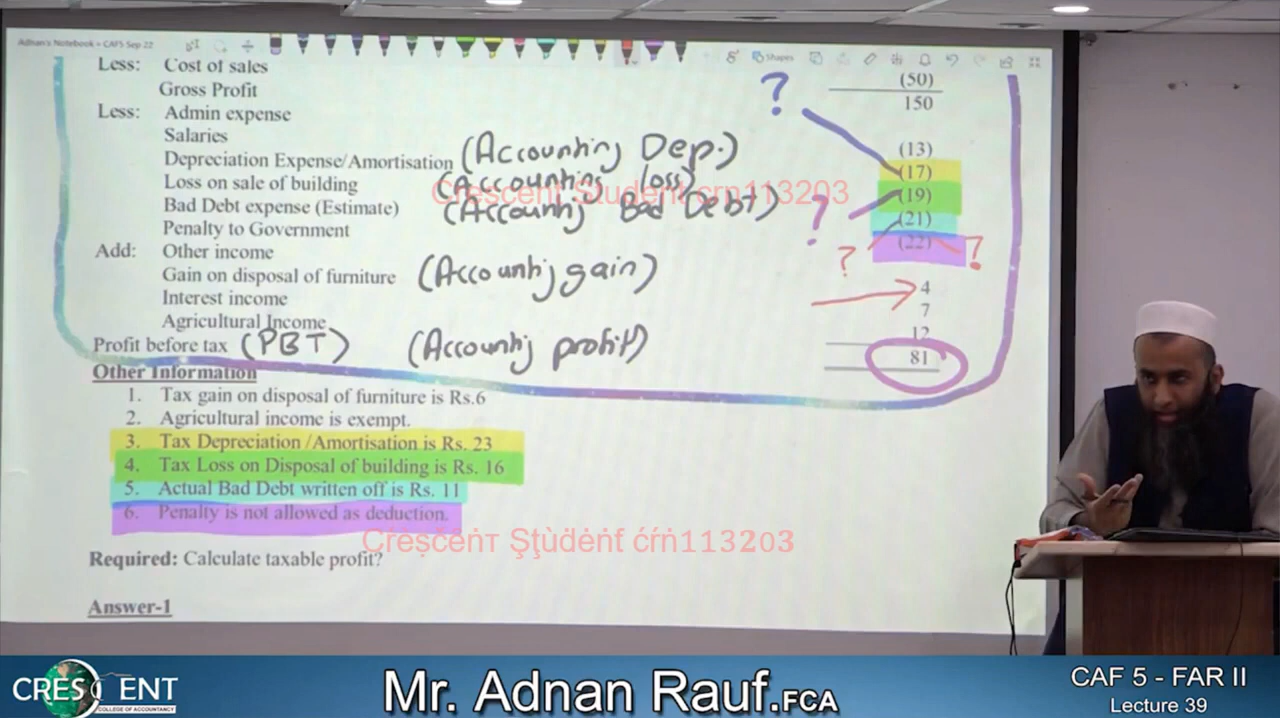 Adnan's Notebook » CAF5 Sep 22
Shapes
Less: Cost of sales (50)
Gross Profit 150
Less: Admin expense
Salaries (13)
Depreciation Expense/Amortisation (Accounting Dep.) (17) ?
Loss on sale of building (Accounting loss) (19)
Crescent Student crn113203
Bad Debt expense (Estimate) (Accounting Bad Debt) (21) ?
Penalty to Government (22) ? ?
Add: Other income
Gain on disposal of furniture (Accounting gain) 4
Interest income 7
Agricultural Income 12
Profit before tax (PBT) (Accounting profit) 81
Other Information
1. Tax gain on disposal of furniture is Rs.6
2. Agricultural income is exempt.
3. Tax Depreciation /Amortisation is Rs. 23
4. Tax Loss on Disposal of building is Rs. 16
5. Actual Bad Debt written off is Rs. 11
6. Penalty is not allowed as deduction.
Required: Calculate taxable profit?
Answer-1
CRESCENT
COLLEGE OF ACCOUNTANCY
Mr. Adnan Rauf.FCA
CAF 5 - FAR II
Lecture 39